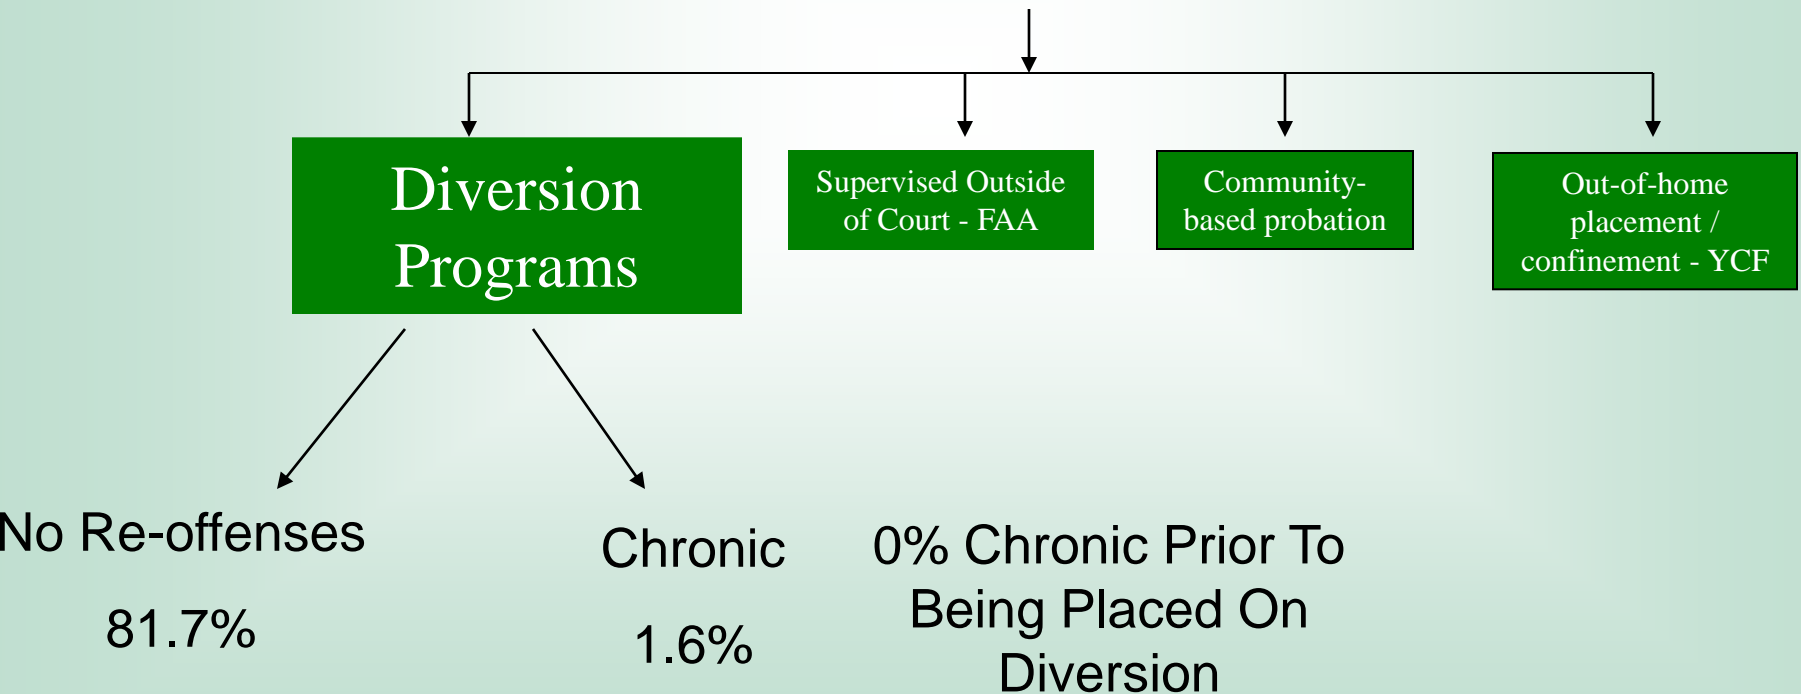 Diversion
Programs
Supervised Outside
of Court - FAA
Community-
based probation
Out-of-home
placement /
confinement - YCF
No Re-offenses
81.7%
Chronic
1.6%
0% Chronic Prior To
Being Placed On
Diversion